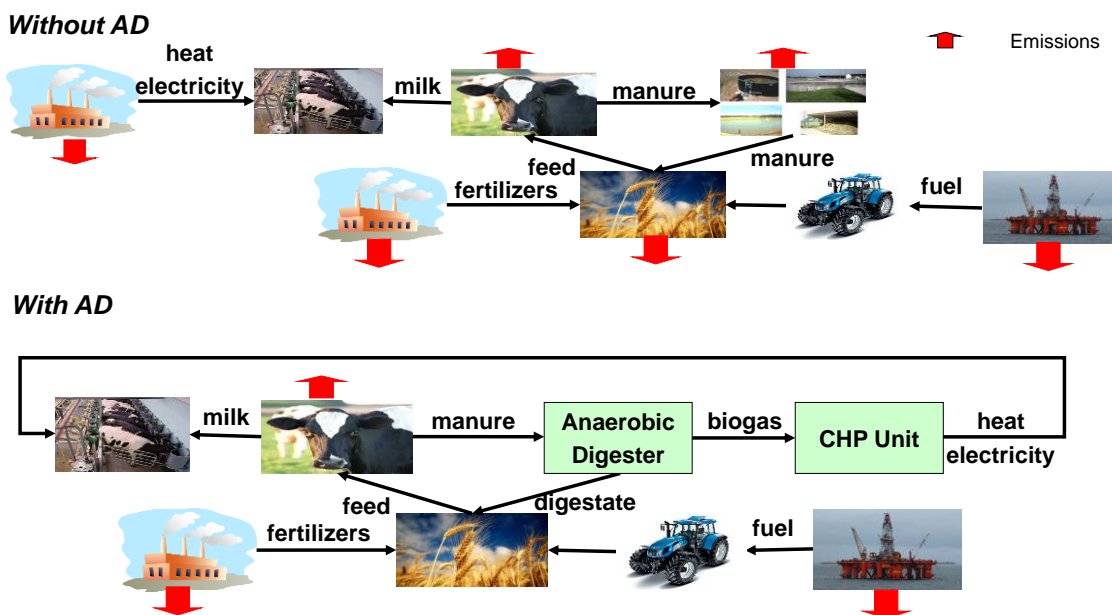 Without AD
Emissions
heat
electricity
milk
manure
manure
feed
fertilizers
fuel
With AD
milk
manure
Anaerobic
Digester
biogas
CHP Unit
heat
electricity
digestate
feed
fertilizers
fuel